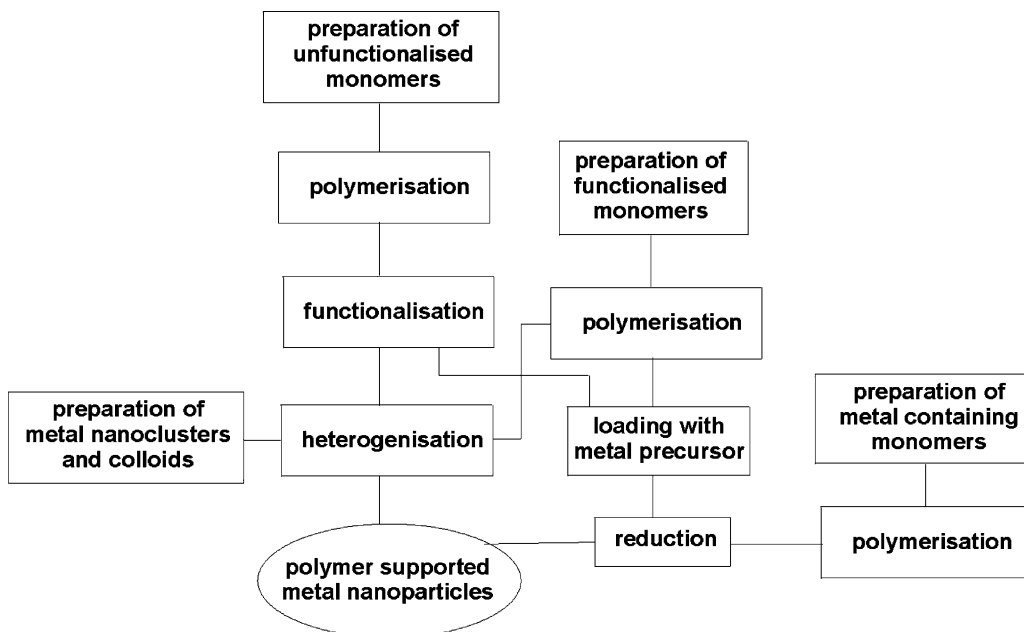 preparation of
unfunctionalised
monomers
polymerisation
preparation of
functionalised
monomers
functionalisation
polymerisation
preparation of
metal nanoclusters
and colloids
heterogenisation
loading with
metal precursor
preparation of
metal containing
monomers
reduction
polymerisation
polymer supported
metal nanoparticles